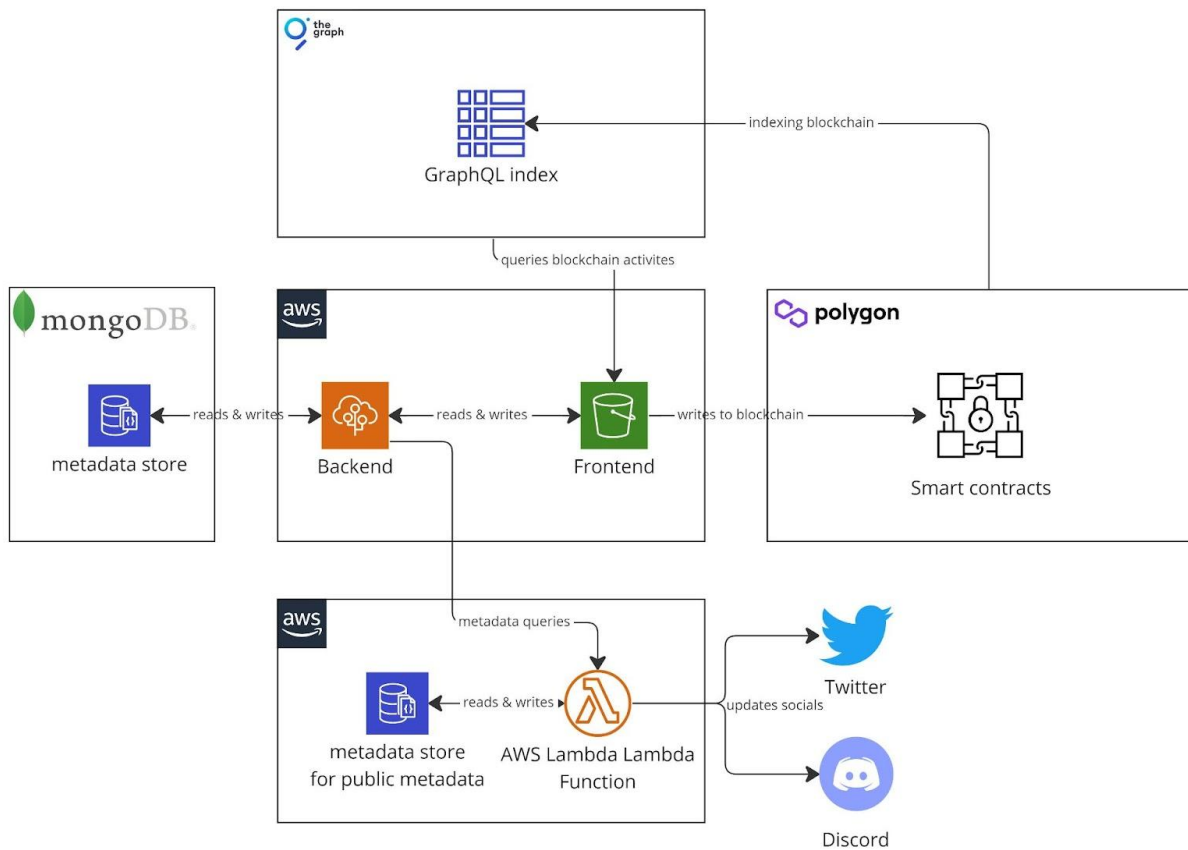 the
graph
indexing blockchain
GraphQL index
queries blockchain activites
mongoDB®
aws
polygon
reads & writes
reads & writes
writes to blockchain
metadata store
Backend
Frontend
Smart contracts
aws
metadata queries
Twitter
reads & writes
updates socials
metadata store
for public metadata
AWS Lambda Lambda
Function
Discord